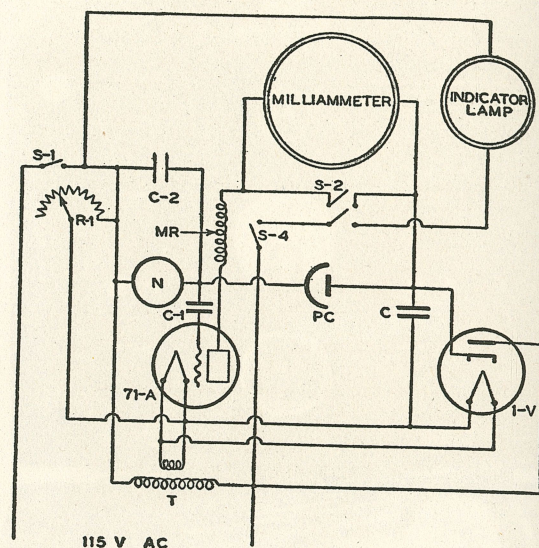 MILLIAMMETER
INDICATOR
LAMP
S-1
C-2
S-2
R-1
MR
S-4
N
C-1
PC
C
71-A
1-V
T
115 V AC